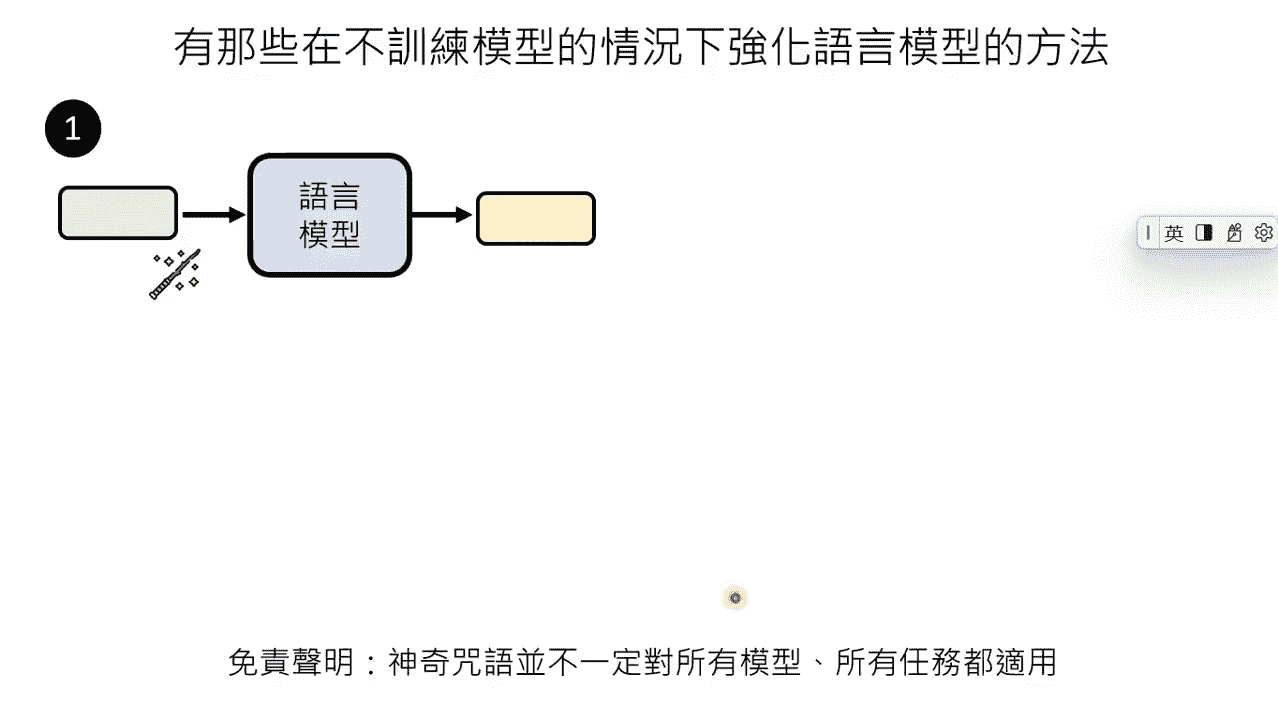 有那些在不訓練模型的情況下強化語言模型的方法
1
語言
模型
英
免責聲明：神奇咒語並不一定對所有模型、所有任務都適用